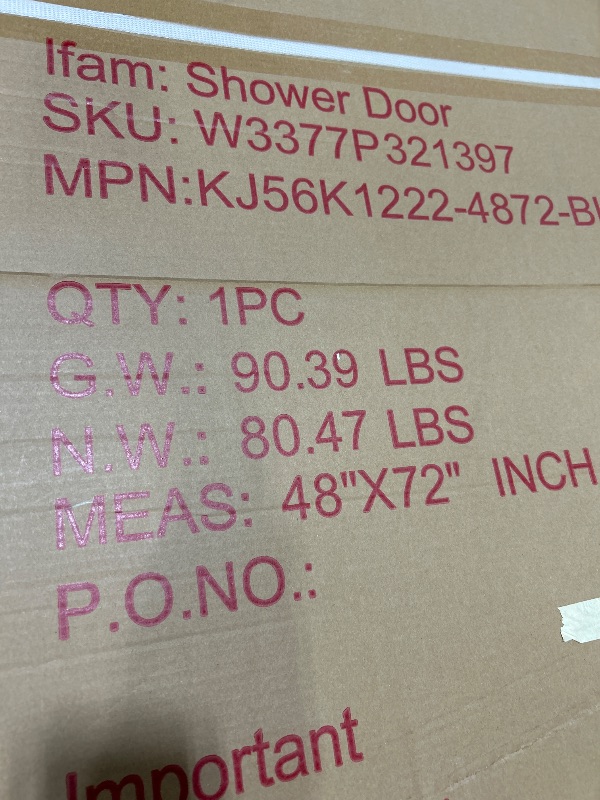 Ifam: Shower Door
SKU: W3377P321397
MPN:KJ56K1222-4872-B
QTY: 1PC
G.W.: 90.39 LBS
N.W.: 80.47 LBS
MEAS: 48"X72" INCH
P.O.NO.:
Important